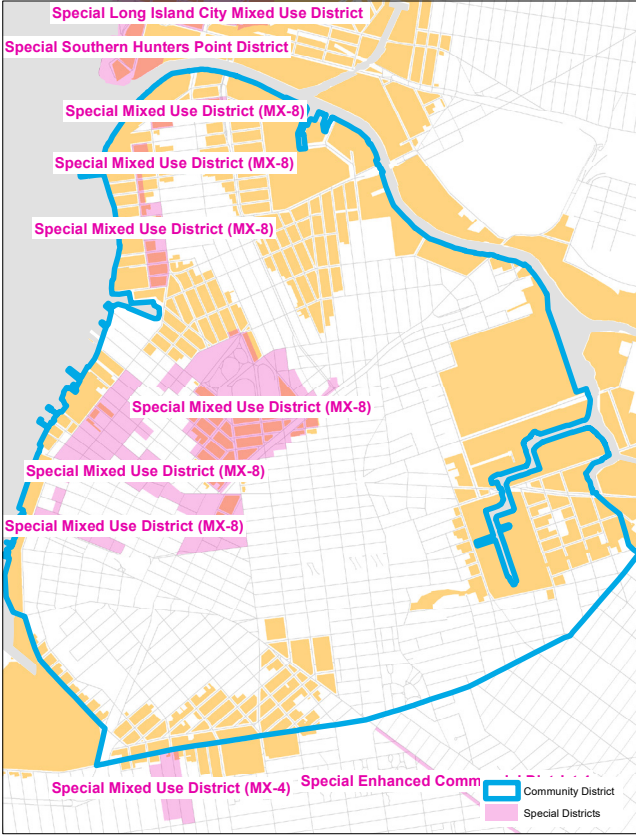 Special Long Island City Mixed Use District
Special Southern Hunters Point District
Special Mixed Use District (MX-8)
Special Mixed Use District (MX-8)
Special Mixed Use District (MX-8)
Special Mixed Use District (MX-8)
Special Mixed Use District (MX-8)
Special Mixed Use District (MX-8)
Special Mixed Use District (MX-4)
Special Enhanced
Community District
Special Districts